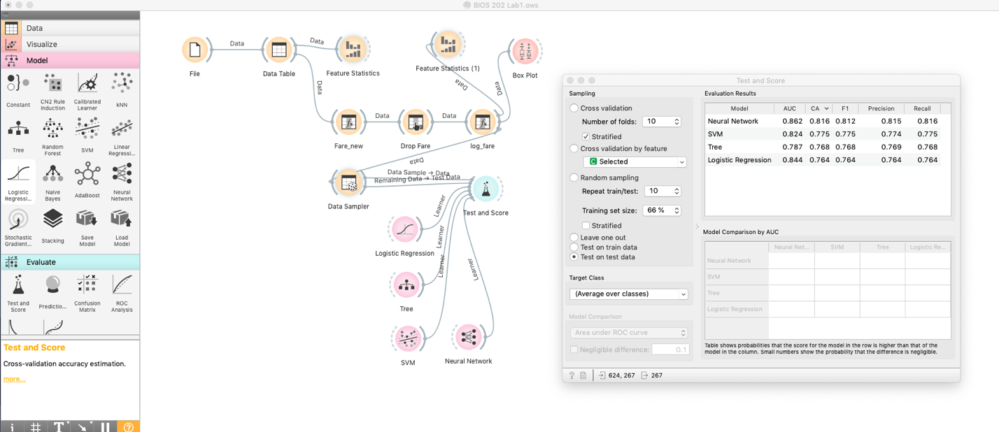 BIOS 202 Lab1.ows
Data
Visualize
Model
Constant
CN2 Rule
Induction
Calibrated
Learner
kNN
Tree
Random
Forest
SVM
Linear
Regressi...
Logistic
Regressi...
Naive
Bayes
AdaBoost
Neural
Network
Stochastic
Gradient...
Stacking
Save
Model
Load
Model
Evaluate
Test and
Score
Predictio...
Confusion
Matrix
ROC
Analysis
Test and Score
Cross-validation accuracy estimation.
more...
File
Data
Data Table
Data
Feature Statistics
Data
Feature Statistics (1)
Data
Box Plot
Data
Fare_new
Data
Drop Fare
Data
log_fare
Data
Data Sampler
Data Sample → Data
Remaining Data → Test Data
Test and Score
Learner
Logistic Regression
Learner
Tree
Learner
SVM
Learner
Neural Network
Test and Score
Sampling
Cross validation
Number of folds: 10
Stratified
Cross validation by feature
C Selected
Random sampling
Repeat train/test: 10
Training set size: 66 %
Stratified
Leave one out
Test on train data
Test on test data
Target Class
(Average over classes)
Model Comparison
Area under ROC curve
Negligible difference: 0.1
Evaluation Results
Model AUC CA F1 Precision Recall
Neural Network 0.862 0.816 0.812 0.815 0.816
SVM 0.824 0.775 0.775 0.774 0.775
Tree 0.787 0.768 0.768 0.769 0.768
Logistic Regression 0.844 0.764 0.764 0.764 0.764
Model Comparison by AUC
Neural Net... SVM Tree Logistic Re...
Neural Network
SVM
Tree
Logistic Regression
Table shows probabilities that the score for the model in the row is higher than that of the
model in the column. Small numbers show the probability that the difference is negligible.
? 624, 267 267
i # T ?